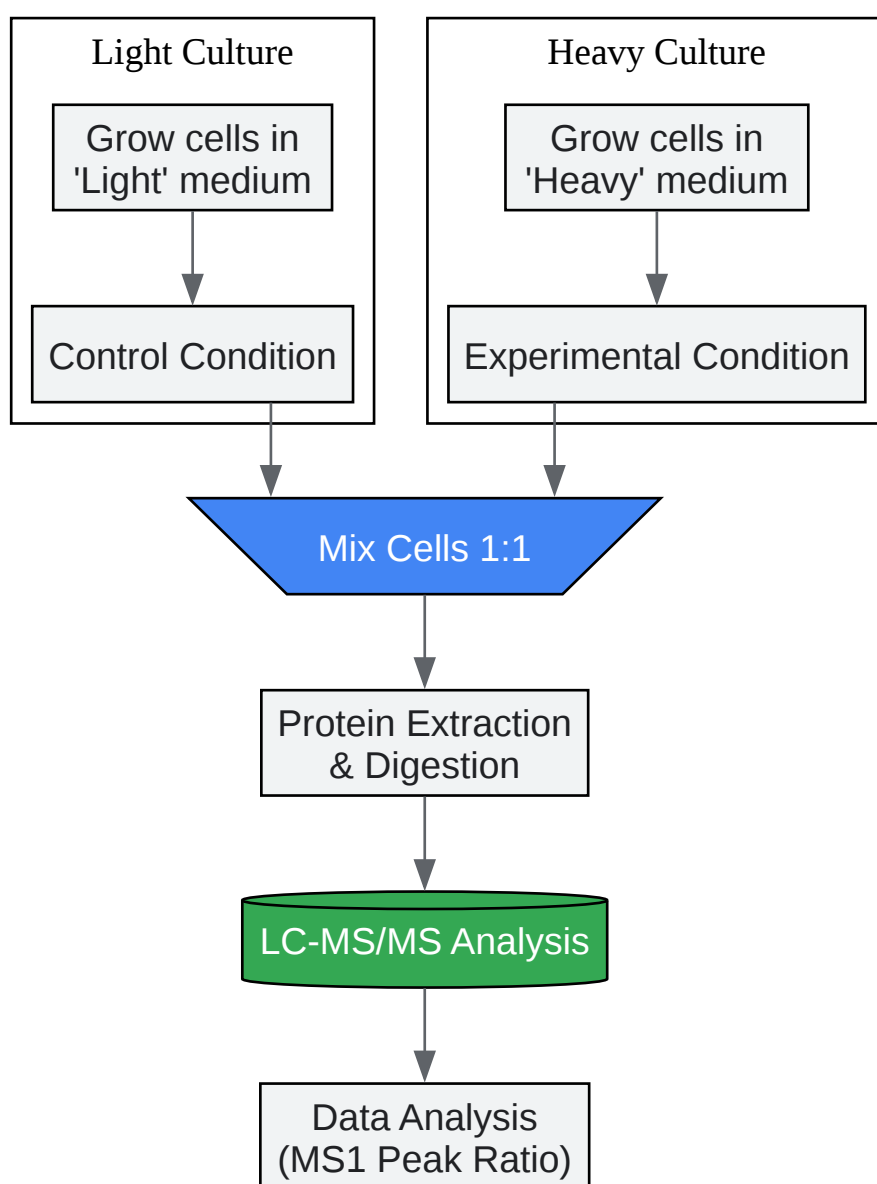 Light Culture
Grow cells in
'Light' medium
Control Condition
Heavy Culture
Grow cells in
'Heavy' medium
Experimental Condition
Mix Cells 1:1
Protein Extraction
& Digestion
LC-MS/MS Analysis
Data Analysis
(MS1 Peak Ratio)